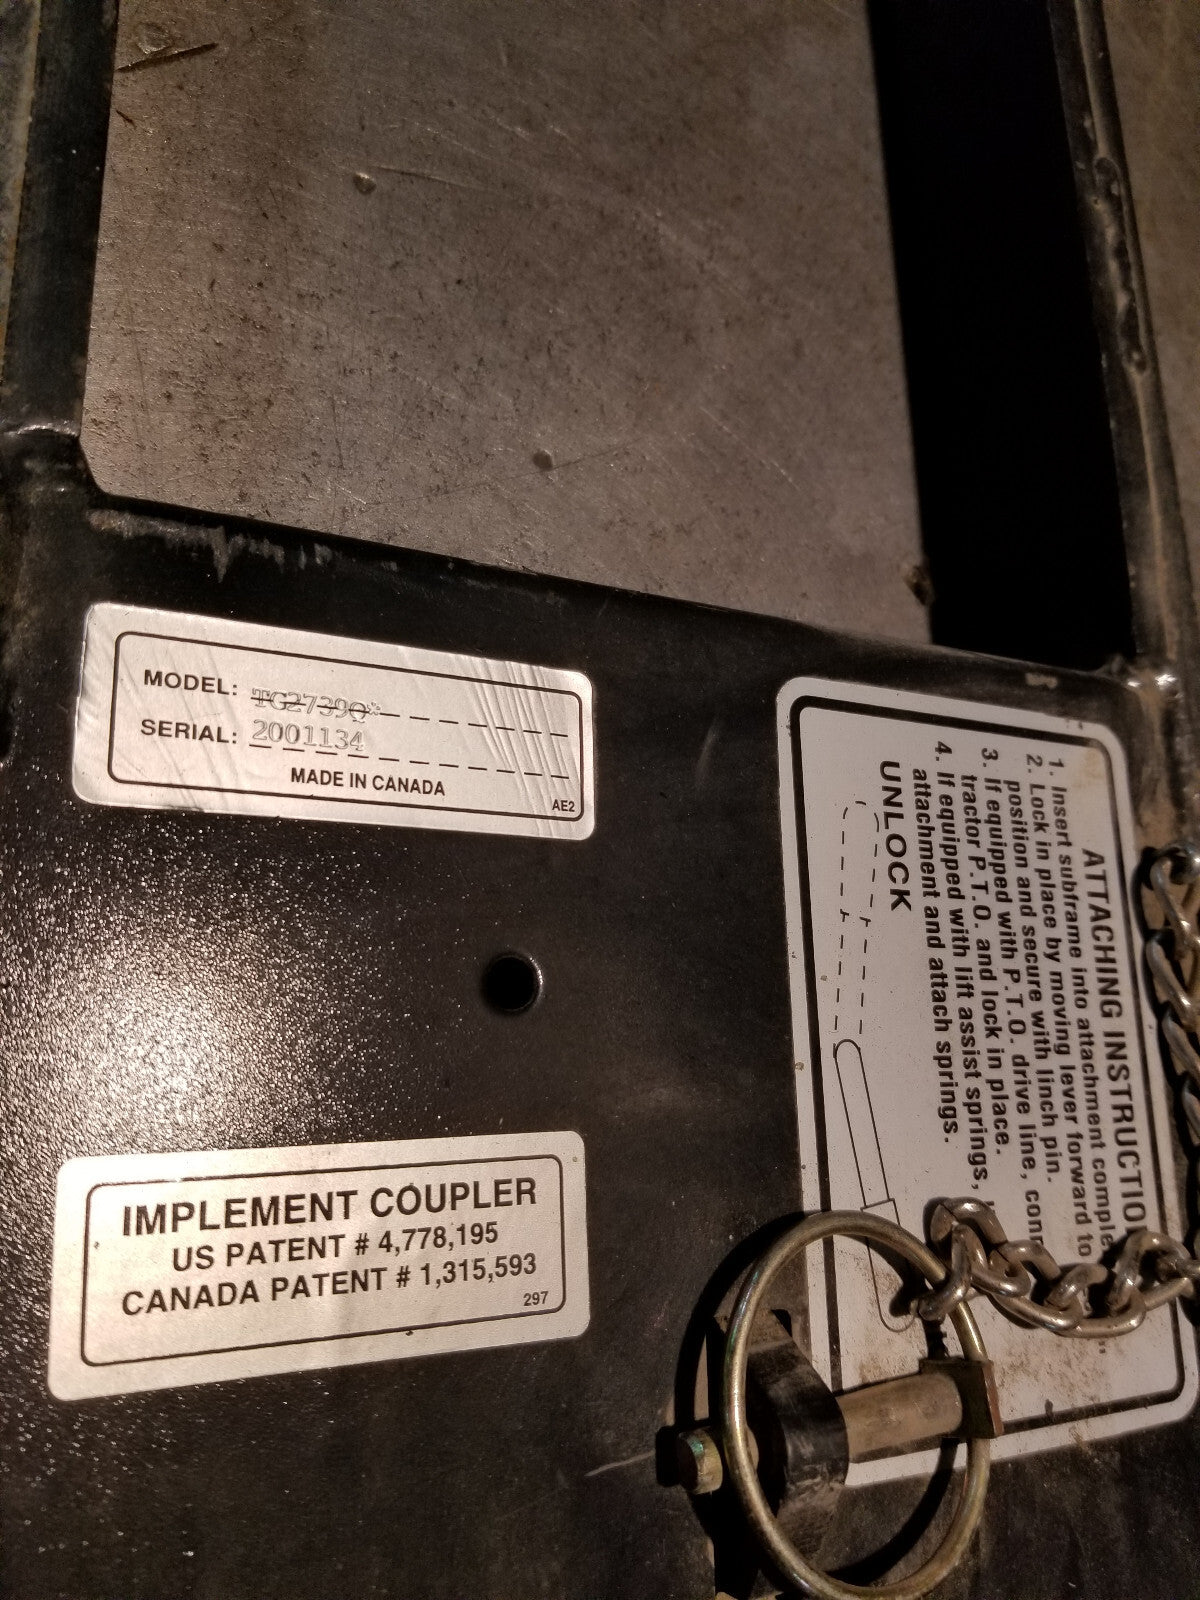 MODEL: TG2739Q*
SERIAL: 2001134
MADE IN CANADA
AE2
IMPLEMENT COUPLER
US PATENT # 4,778,195
CANADA PATENT # 1,315,593
297
ATTACHING INSTRUCTIO
1. Insert subframe into attachment comple
2. Lock in place by moving lever forward to
position and secure with linch pin.
3. If equipped with P.T.O. drive line, con
tractor P.T.O. and lock in place.
4. If equipped with lift assist springs,
attachment and attach springs.
UNLOCK